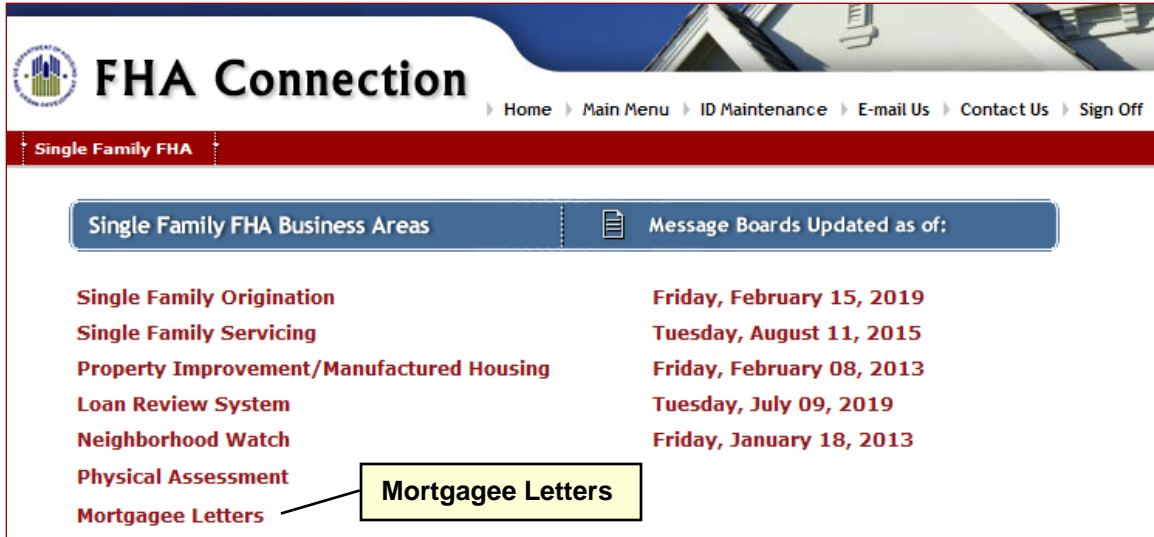 FHA Connection
Home Main Menu ID Maintenance E-mail Us Contact Us Sign Off
Single Family FHA
Single Family FHA Business Areas Message Boards Updated as of:
Single Family Origination Friday, February 15, 2019
Single Family Servicing Tuesday, August 11, 2015
Property Improvement/Manufactured Housing Friday, February 08, 2013
Loan Review System Tuesday, July 09, 2019
Neighborhood Watch Friday, January 18, 2013
Physical Assessment
Mortgagee Letters
Mortgagee Letters